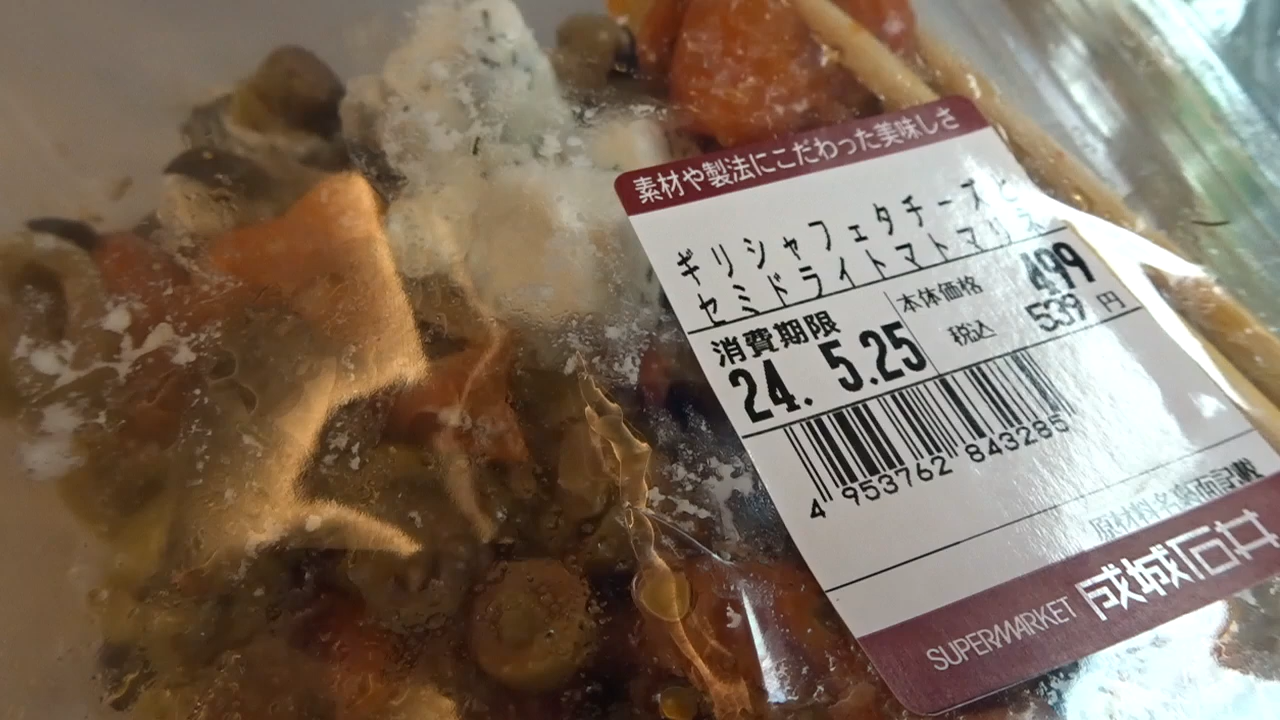 素材や製法にこだわった美味しさ
ギリシャフェタチーズと
セミドライトマトマリネ
本体価格 499
消費期限
税込 539 円
24. 5.25
4 953762 843285
原材料名裏面記載
SUPERMARKET 成城石井